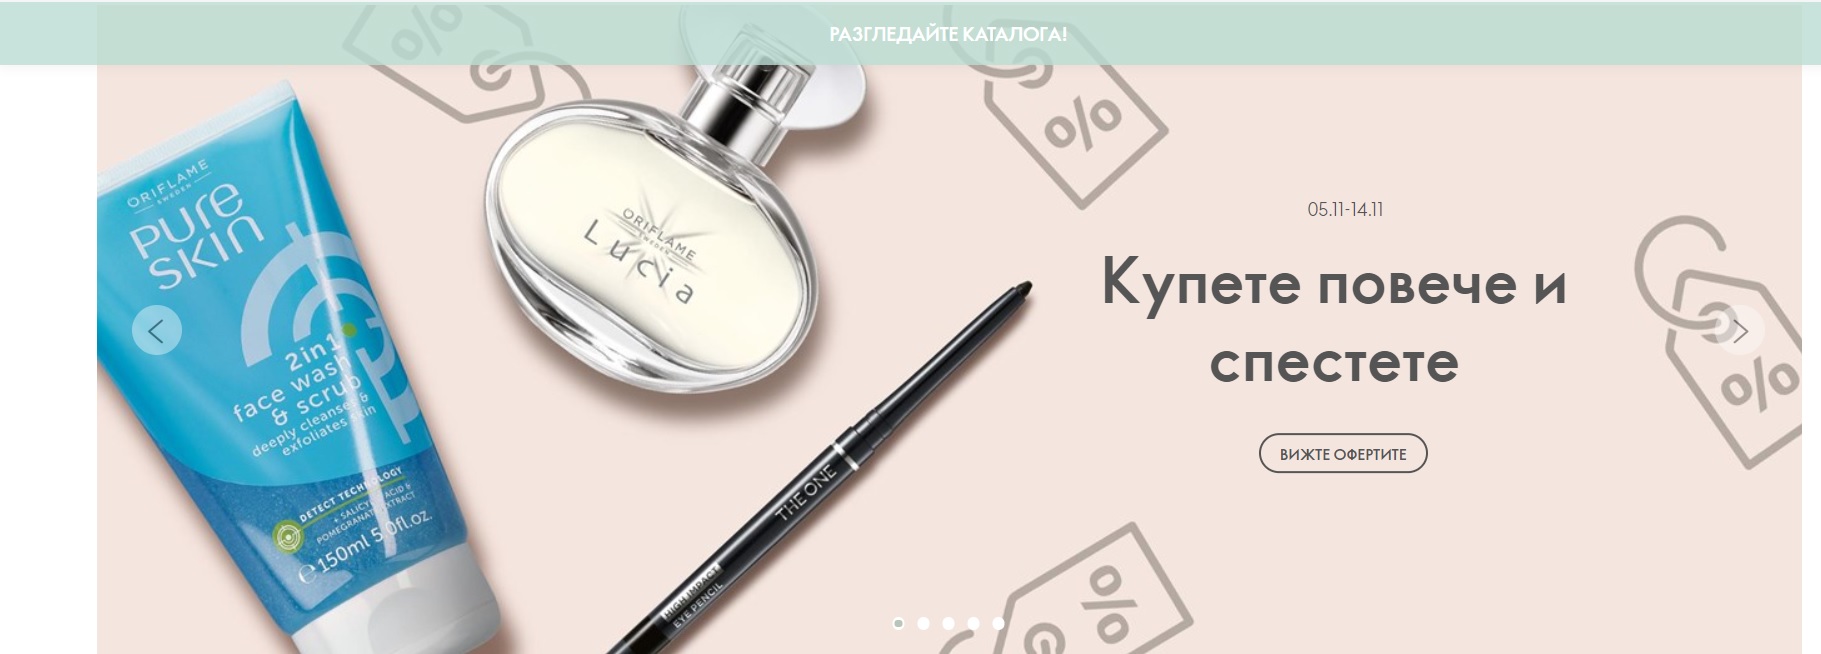 РАЗГЛЕДАЙТЕ КАТАЛОГА!
ORIFLAME
SWEDEN
PURE
SKIN
2in1
face wash
& scrub
deeply cleanses &
exfoliates skin
DETECT TECHNOLOGY
+ SALICYLIC ACID &
POMEGRANATE EXTRACT
e 150ml 5.0fl.oz.
ORIFLAME
SWEDEN
Lucia
THE ONE
HIGH IMPACT
EYE PENCIL
05.11-14.11
Купете повече и
спестете
ВИЖТЕ ОФЕРТИТЕ
%
%
%
%